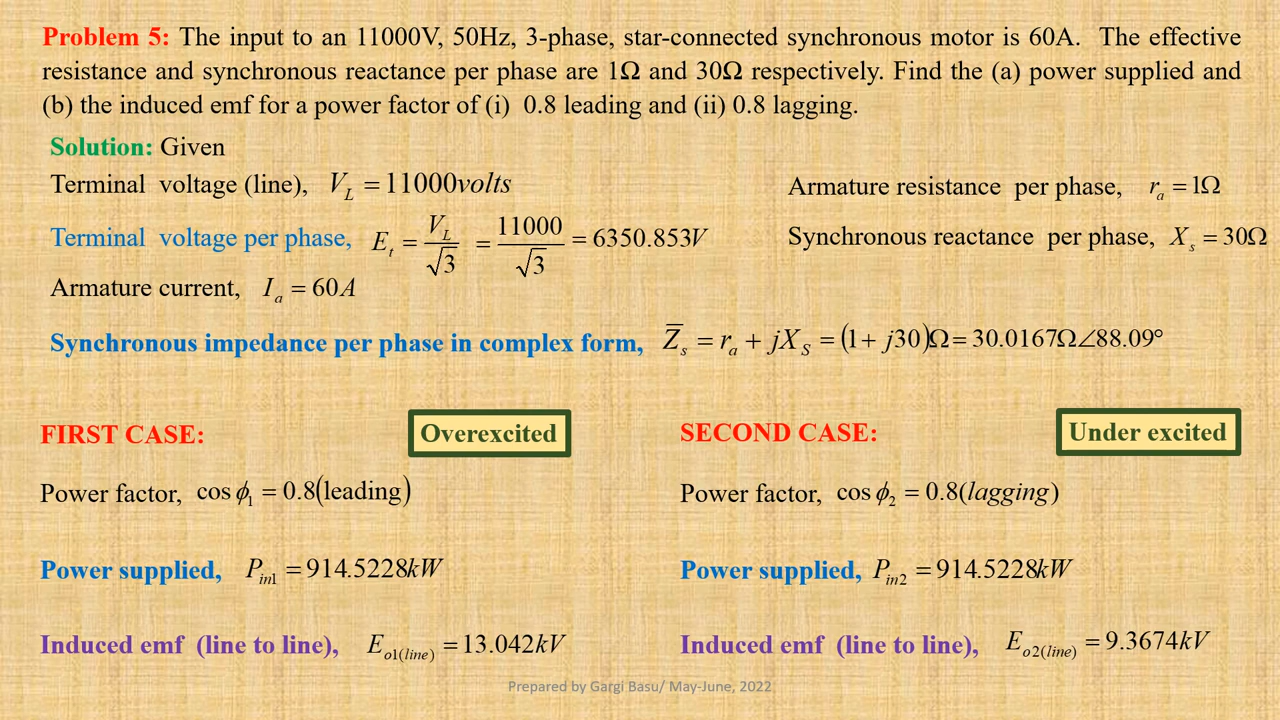 Problem 5: The input to an 11000V, 50Hz, 3-phase, star-connected synchronous motor is 60A. The effective
resistance and synchronous reactance per phase are 1Ω and 30Ω respectively. Find the (a) power supplied and
(b) the induced emf for a power factor of (i) 0.8 leading and (ii) 0.8 lagging.
Solution: Given
Terminal voltage (line), V_L = 11000volts
Armature resistance per phase, r_a = 1Ω
Terminal voltage per phase, E_t = V_L/√3 = 11000/√3 = 6350.853V
Synchronous reactance per phase, X_s = 30Ω
Armature current, I_a = 60A
Synchronous impedance per phase in complex form, Z̅_s = r_a + jX_S = (1 + j30)Ω = 30.0167Ω∠88.09°
FIRST CASE:
Overexcited
Power factor, cos ϕ_1 = 0.8(leading)
Power supplied, P_in1 = 914.5228kW
Induced emf (line to line), E_o1(line) = 13.042kV
SECOND CASE:
Under excited
Power factor, cos ϕ_2 = 0.8(lagging)
Power supplied, P_in2 = 914.5228kW
Induced emf (line to line), E_o2(line) = 9.3674kV
Prepared by Gargi Basu/ May-June, 2022